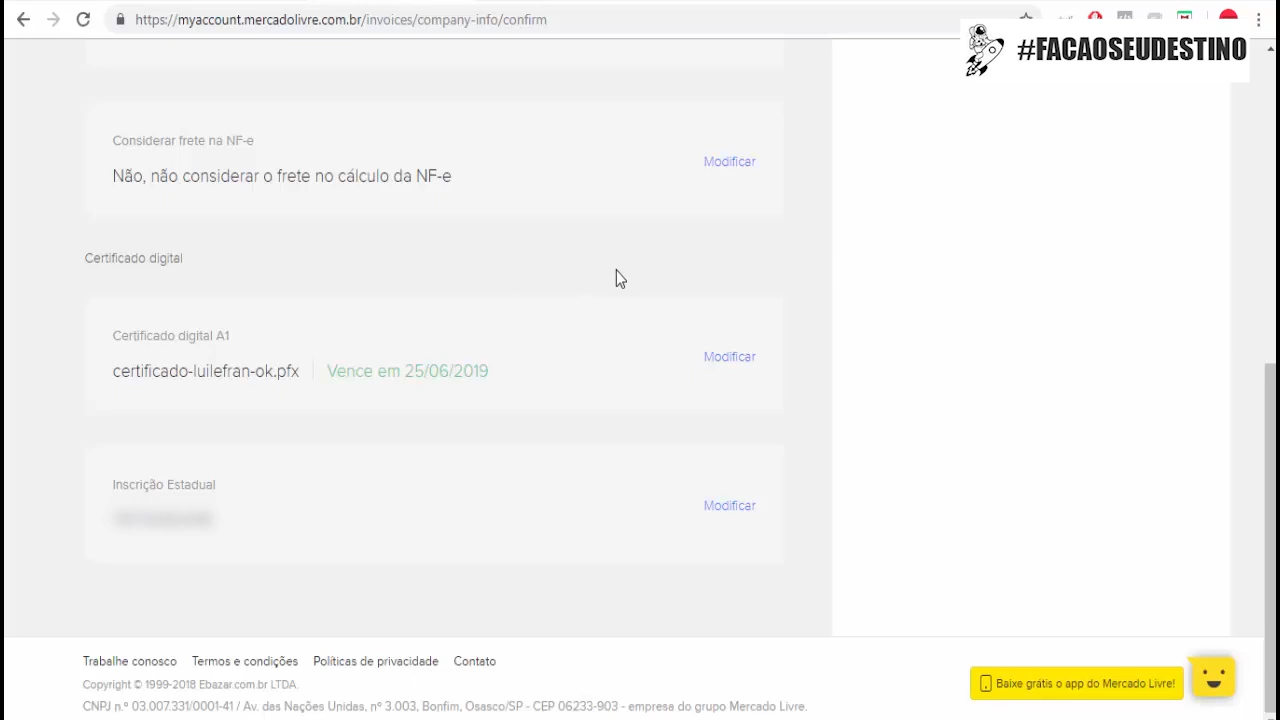 https://myaccount.mercadolivre.com.br/invoices/company-info/confirm
#FACAOSEUDESTINO
Considerar frete na NF-e
Não, não considerar o frete no cálculo da NF-e
Modificar
Certificado digital
Certificado digital A1
certificado-luilefran-ok.pfx
Vence em 25/06/2019
Modificar
Inscrição Estadual
Modificar
Trabalhe conosco Termos e condições Políticas de privacidade Contato
Copyright © 1999-2018 Ebazar.com.br LTDA.
CNPJ n.º 03.007.331/0001-41 / Av. das Nações Unidas, nº 3.003, Bonfim, Osasco/SP - CEP 06233-903 - empresa do grupo Mercado Livre.
Baixe grátis o app do Mercado Livre!